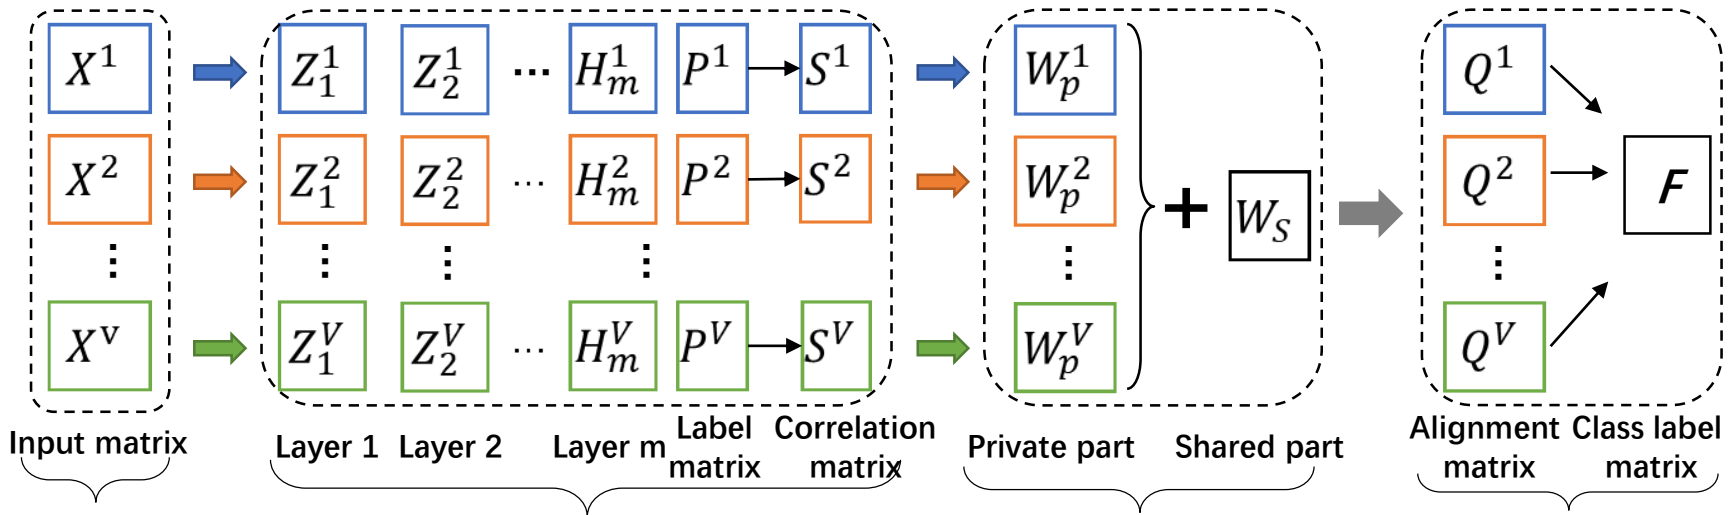 X^1 Z_1^1 Z_2^1 ... H_m^1 P^1 S^1 W_p^1 Q^1
X^2 Z_1^2 Z_2^2 ... H_m^2 P^2 S^2 W_p^2 + W_S Q^2 F
⋮ ⋮ ⋮ ⋮ ⋮ ⋮
X^v Z_1^V Z_2^V ... H_m^V P^V S^V W_p^V Q^V
Input matrix
Layer 1
Layer 2
Layer m
Label
matrix
Correlation
matrix
Private part
Shared part
Alignment
matrix
Class label
matrix